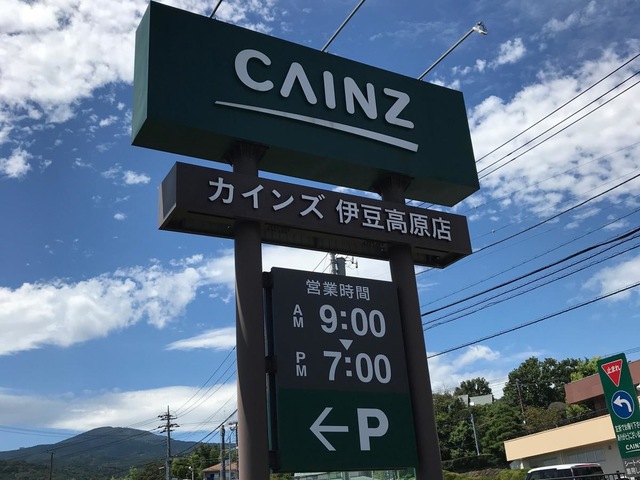 CAINZ
カインズ 伊豆高原店
営業時間
AM 9:00
PM 7:00
←P
止まれ